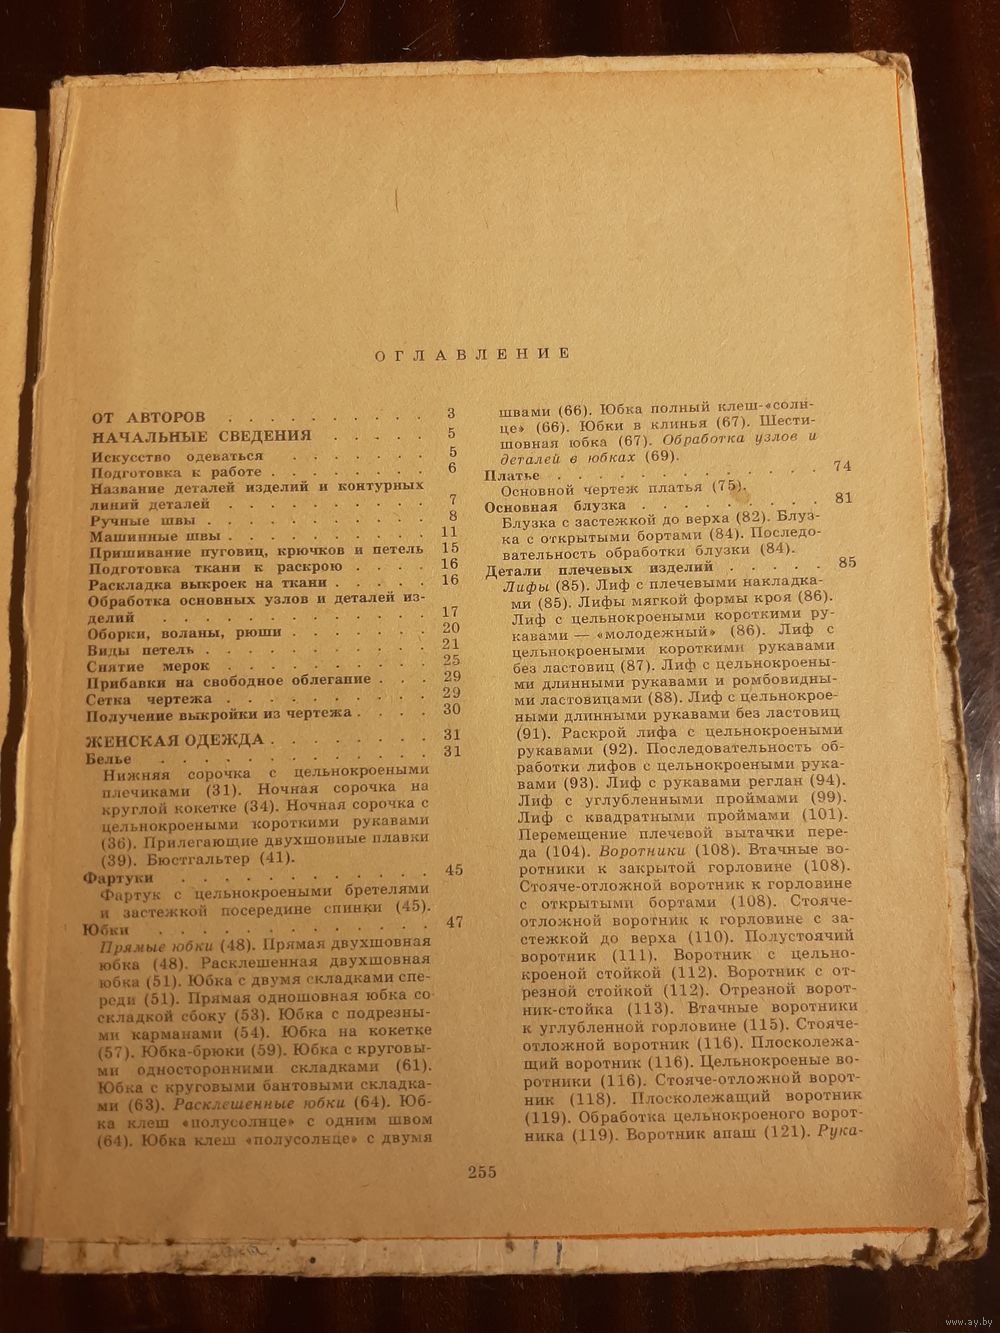 ОГЛАВЛЕНИЕ
ОТ АВТОРОВ . . . . . . . . . . 3
НАЧАЛЬНЫЕ СВЕДЕНИЯ . . . . . 5
Искусство одеваться . . . . . . . 5
Подготовка к работе . . . . . . . . 6
Название деталей изделий и контурных
линий деталей . . . . . . . . . . 7
Ручные швы . . . . . . . . . . . 8
Машинные швы . . . . . . . . . . 11
Пришивание пуговиц, крючков и петель 15
Подготовка ткани к раскрою . . . . 16
Раскладка выкроек на ткани . . . . . 16
Обработка основных узлов и деталей из-
делий . . . . . . . . . . . . . 17
Оборки, воланы, рюши . . . . . . . 20
Виды петель . . . . . . . . . . . 21
Снятие мерок . . . . . . . . . . 25
Прибавки на свободное облегание . . . 29
Сетка чертежа . . . . . . . . . . 29
Получение выкройки из чертежа . . . . 30
ЖЕНСКАЯ ОДЕЖДА . . . . . . . . 31
Белье . . . . . . . . . . . . . 31
Нижняя сорочка с цельнокроеными
плечиками (31). Ночная сорочка на
круглой кокетке (34). Ночная сорочка с
цельнокроеными короткими рукавами
(36). Прилегающие двухшовные плавки
(39). Бюстгальтер (41).
Фартуки . . . . . . . . . . . . 45
Фартук с цельнокроеными бретелями
и застежкой посередине спинки (45).
Юбки . . . . . . . . . . . . . 47
Прямые юбки (48). Прямая двухшовная
юбка (48). Расклешенная двухшовная
юбка (51). Юбка с двумя складками спе-
реди (51). Прямая одношовная юбка со
складкой сбоку (53). Юбка с подрезны-
ми карманами (54). Юбка на кокетке
(57). Юбка-брюки (59). Юбка с круговы-
ми односторонними складками (61).
Юбка с круговыми бантовыми складка-
ми (63). Расклешенные юбки (64). Юб-
ка клеш «полусолнце» с одним швом
(64). Юбка клеш «полусолнце» с двумя
швами (66). Юбка полный клеш-«солн-
це» (66). Юбки в клинья (67). Шести-
шовная юбка (67). Обработка узлов и
деталей в юбках (69).
Платье . . . . . . . . . . . . 74
Основной чертеж платья (75).
Основная блузка . . . . . . . . . 81
Блузка с застежкой до верха (82). Блуз-
ка с открытыми бортами (84). Последо-
вательность обработки блузки (84).
Детали плечевых изделий . . . . . 85
Лифы (85). Лиф с плечевыми накладка-
ми (85). Лифы мягкой формы кроя (86).
Лиф с цельнокроеными короткими ру-
кавами — «молодежный» (86). Лиф с
цельнокроеными короткими рукавами
без ластовиц (87). Лиф с цельнокроены-
ми длинными рукавами и ромбовидны-
ми ластовицами (88). Лиф с цельнокрое-
ными длинными рукавами без ластовиц
(91). Раскрой лифа с цельнокроеными
рукавами (92). Последовательность об-
работки лифов с цельнокроеными рука-
вами (93). Лиф с рукавами реглан (94).
Лиф с углубленными проймами (99).
Лиф с квадратными проймами (101).
Перемещение плечевой вытачки пере-
да (104). Воротники (108). Втачные во-
ротники к закрытой горловине (108).
Стояче-отложной воротник к горловине
с открытыми бортами (108). Стояче-
отложной воротник к горловине с за-
стежкой до верха (110). Полустоячий
воротник (111). Воротник с цельно-
кроеной стойкой (112). Воротник с от-
резной стойкой (112). Отрезной ворот-
ник-стойка (113). Втачные воротники
к углубленной горловине (115). Стояче-
отложной воротник (116). Плосколежа-
щий воротник (116). Цельнокроеные во-
ротники (116). Стояче-отложной ворот-
ник (118). Плосколежащий воротник
(119). Обработка цельнокроеного ворот-
ника (119). Воротник апаш (121). Рука-
255
www.ay.by